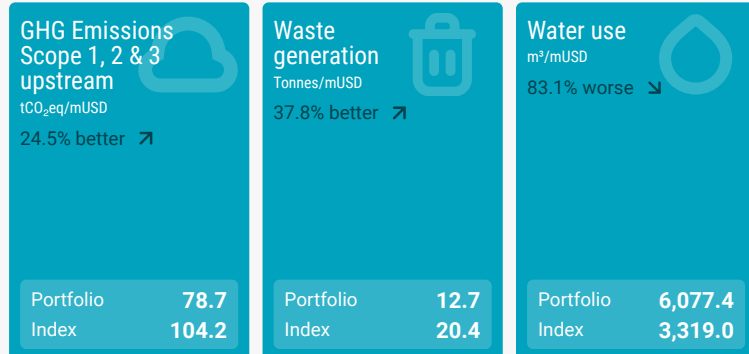 GHG Emissions
Scope 1, 2 & 3
upstream
tCO₂eq/mUSD
24.5% better
Portfolio 78.7
Index 104.2
Waste
generation
Tonnes/mUSD
37.8% better
Portfolio 12.7
Index 20.4
Water use
m³/mUSD
83.1% worse
Portfolio 6,077.4
Index 3,319.0